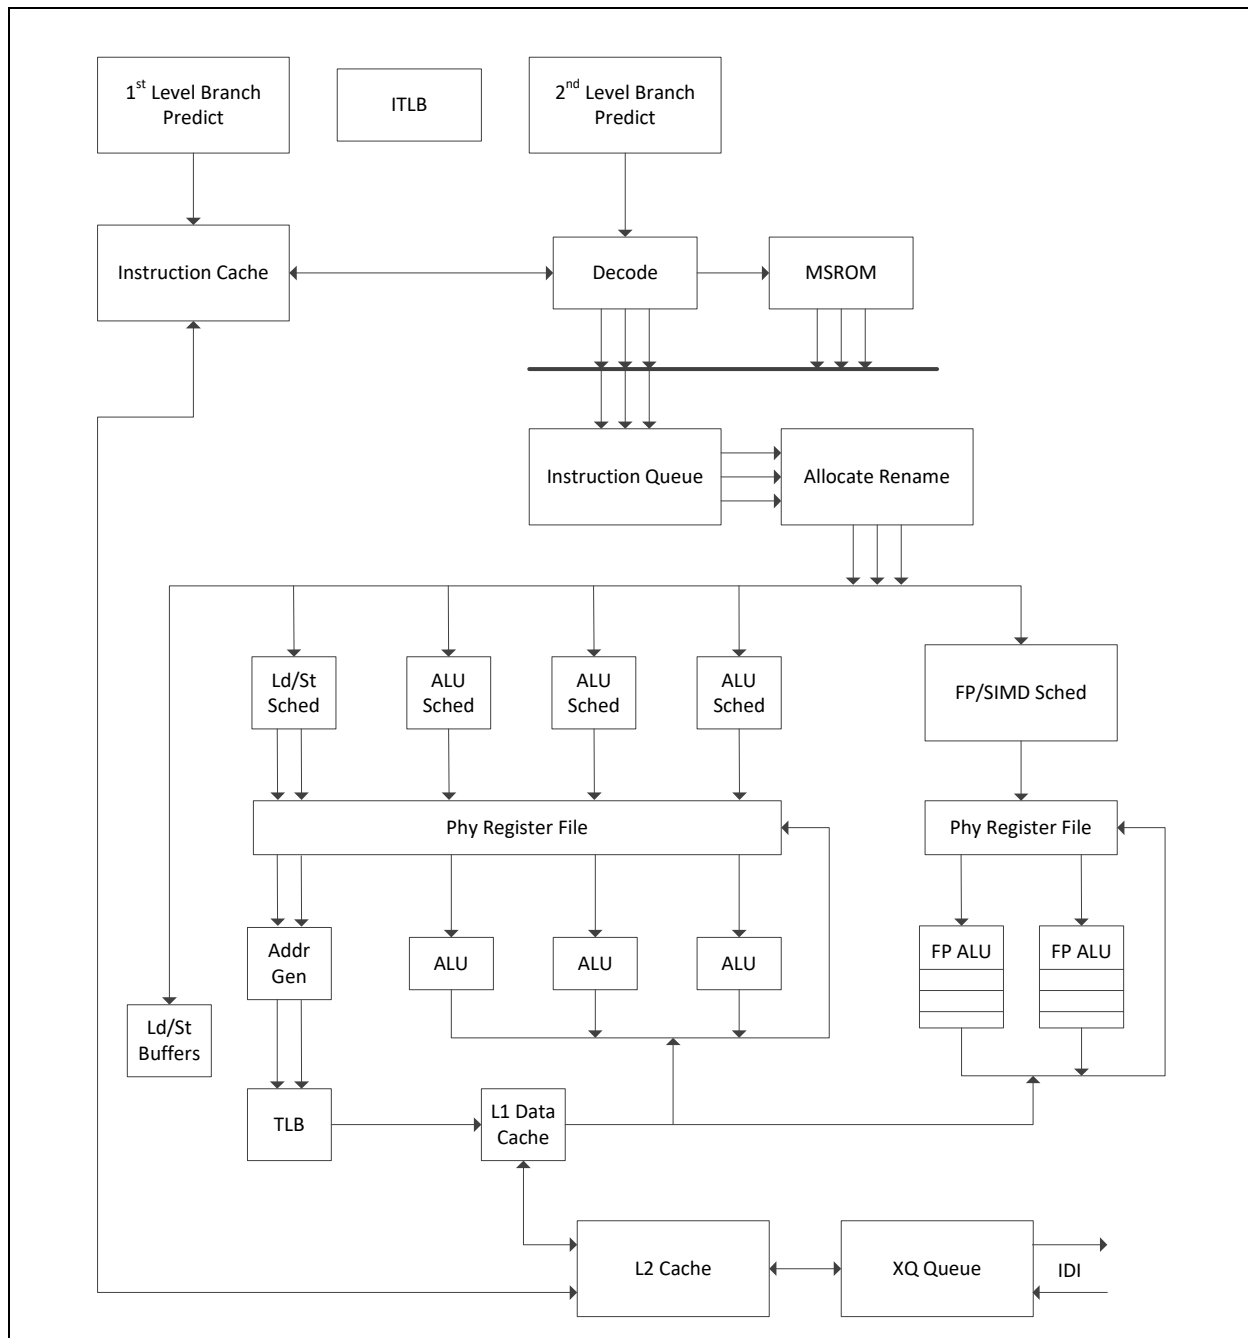 1st Level Branch
Predict
ITLB
2nd Level Branch
Predict
Instruction Cache
Decode
MSROM
Instruction Queue
Allocate Rename
Ld/St
Sched
ALU
Sched
ALU
Sched
ALU
Sched
FP/SIMD Sched
Phy Register File
Phy Register File
Addr
Gen
ALU
ALU
ALU
FP ALU
FP ALU
Ld/St
Buffers
TLB
L1 Data
Cache
L2 Cache
XQ Queue
IDI